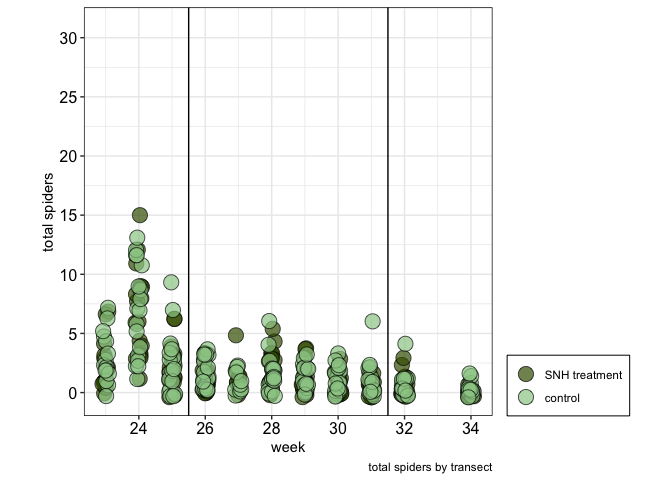 30
25
20
15
10
5
0
total spiders
24 26 28 30 32 34
week
SNH treatment
control
total spiders by transect